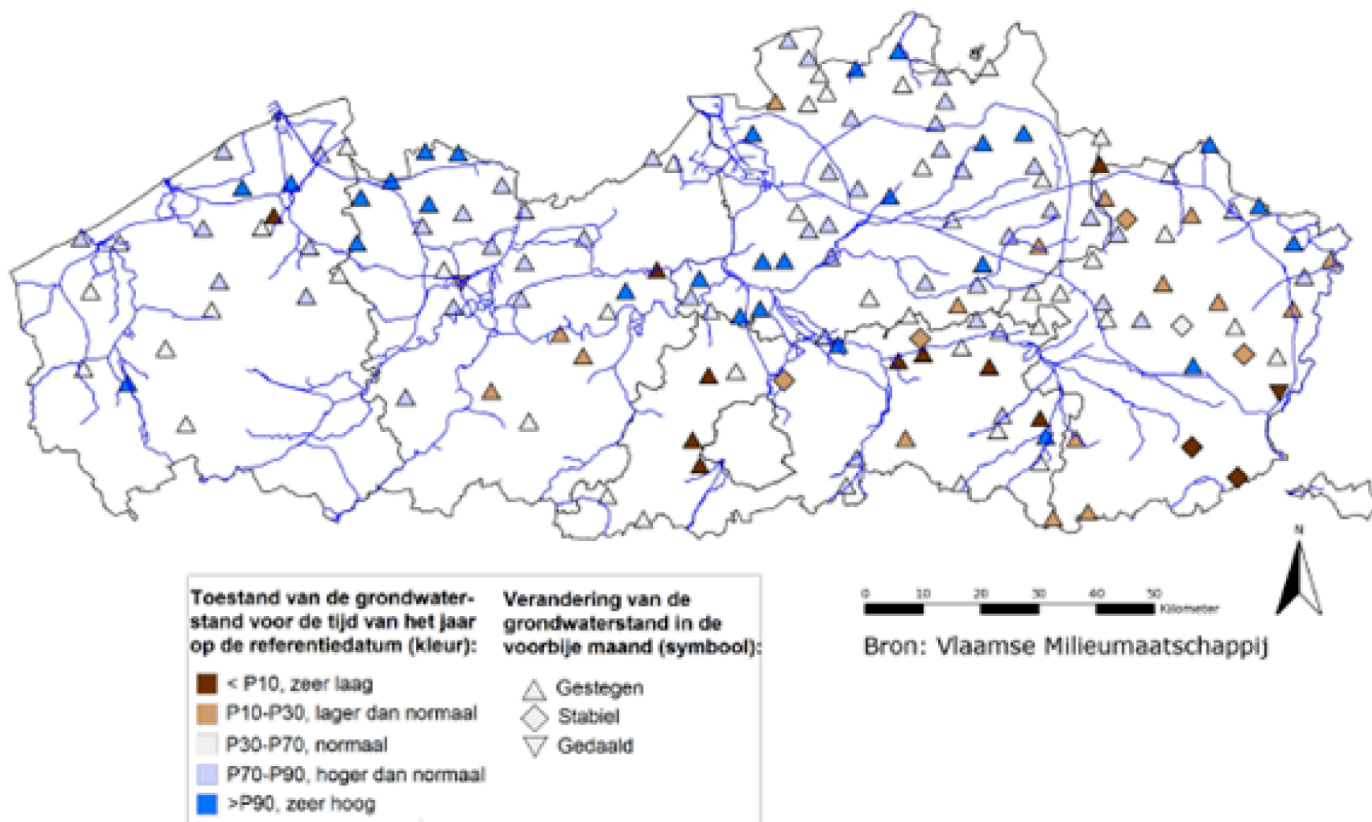 Toestand van de grondwater-
stand voor de tijd van het jaar
op de referentiedatum (kleur):
< P10, zeer laag
P10-P30, lager dan normaal
P30-P70, normaal
P70-P90, hoger dan normaal
>P90, zeer hoog
Verandering van de
grondwaterstand in de
voorbije maand (symbool):
Gestegen
Stabiel
Gedaald
N
0 10 20 30 40 50
Kilometer
Bron: Vlaamse Milieumaatschappij